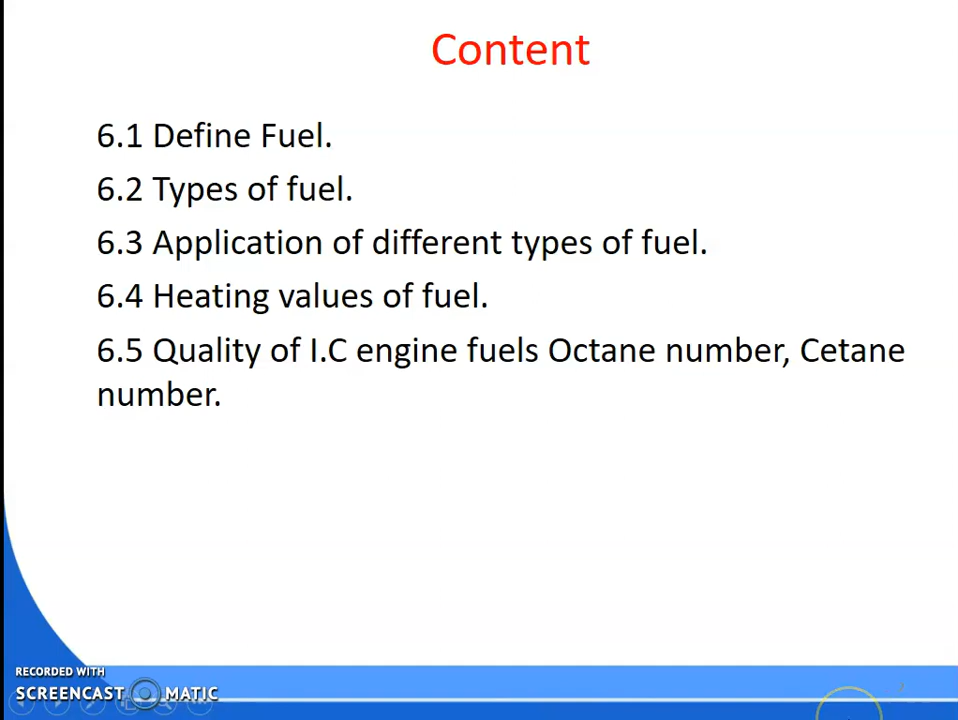 Content
6.1 Define Fuel.
6.2 Types of fuel.
6.3 Application of different types of fuel.
6.4 Heating values of fuel.
6.5 Quality of I.C engine fuels Octane number, Cetane
number.
RECORDED WITH
SCREENCAST MATIC